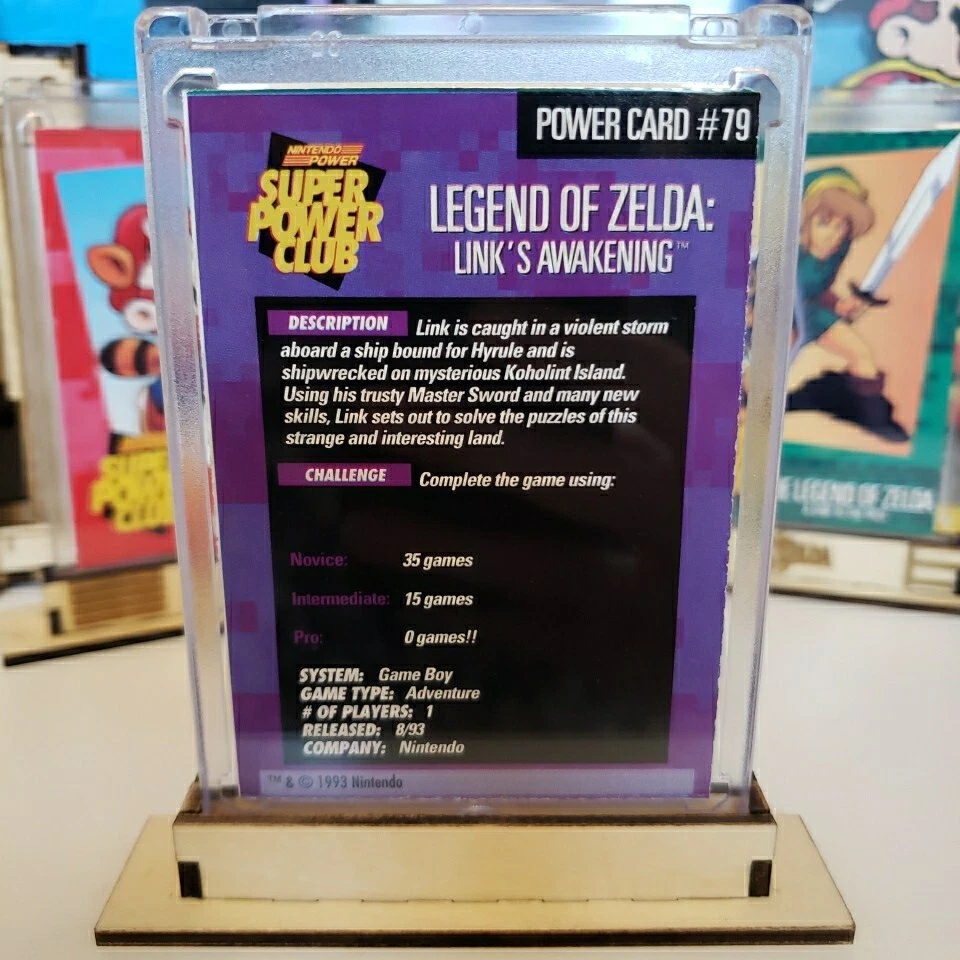 POWER CARD #79
NINTENDO
POWER
SUPER
POWER
CLUB
LEGEND OF ZELDA:
LINK'S AWAKENING™
DESCRIPTION Link is caught in a violent storm
aboard a ship bound for Hyrule and is
shipwrecked on mysterious Koholint Island.
Using his trusty Master Sword and many new
skills, Link sets out to solve the puzzles of this
strange and interesting land.
CHALLENGE Complete the game using:
Novice: 35 games
Intermediate: 15 games
Pro: 0 games!!
SYSTEM: Game Boy
GAME TYPE: Adventure
# OF PLAYERS: 1
RELEASED: 8/93
COMPANY: Nintendo
™ & © 1993 Nintendo
SUPER
POWER
CLUB
LEGEND OF ZELDA